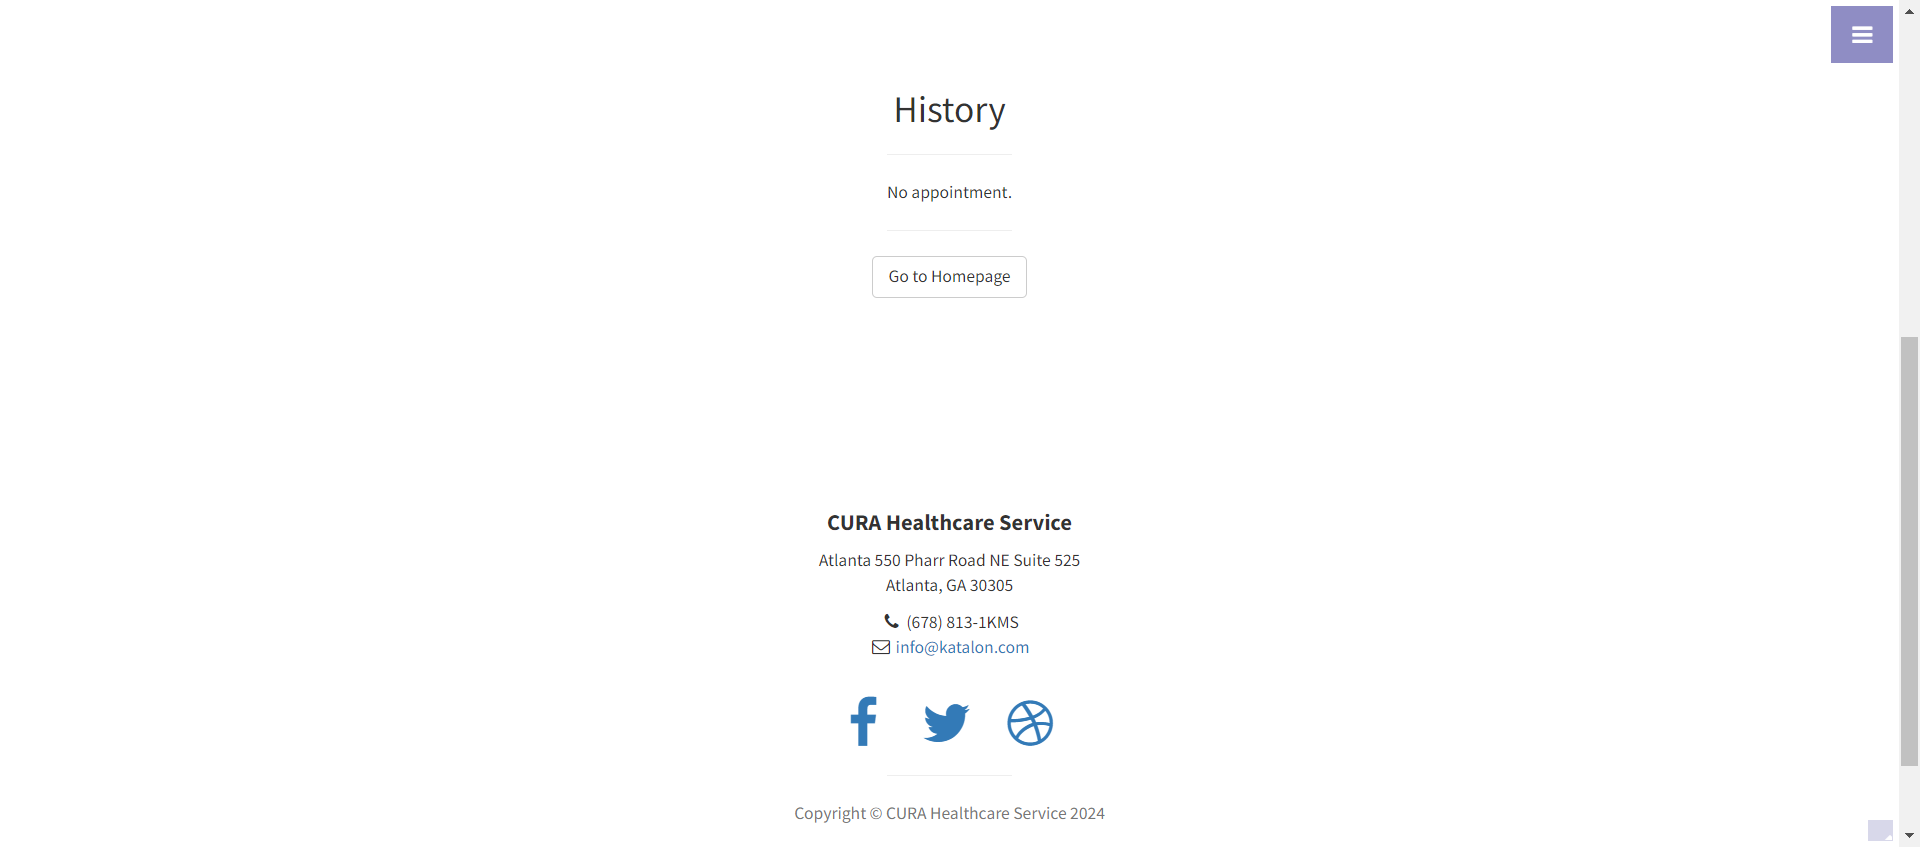 History
No appointment.
Go to Homepage
CURA Healthcare Service
Atlanta 550 Pharr Road NE Suite 525
Atlanta, GA 30305
(678) 813-1KMS
info@katalon.com
Copyright © CURA Healthcare Service 2024